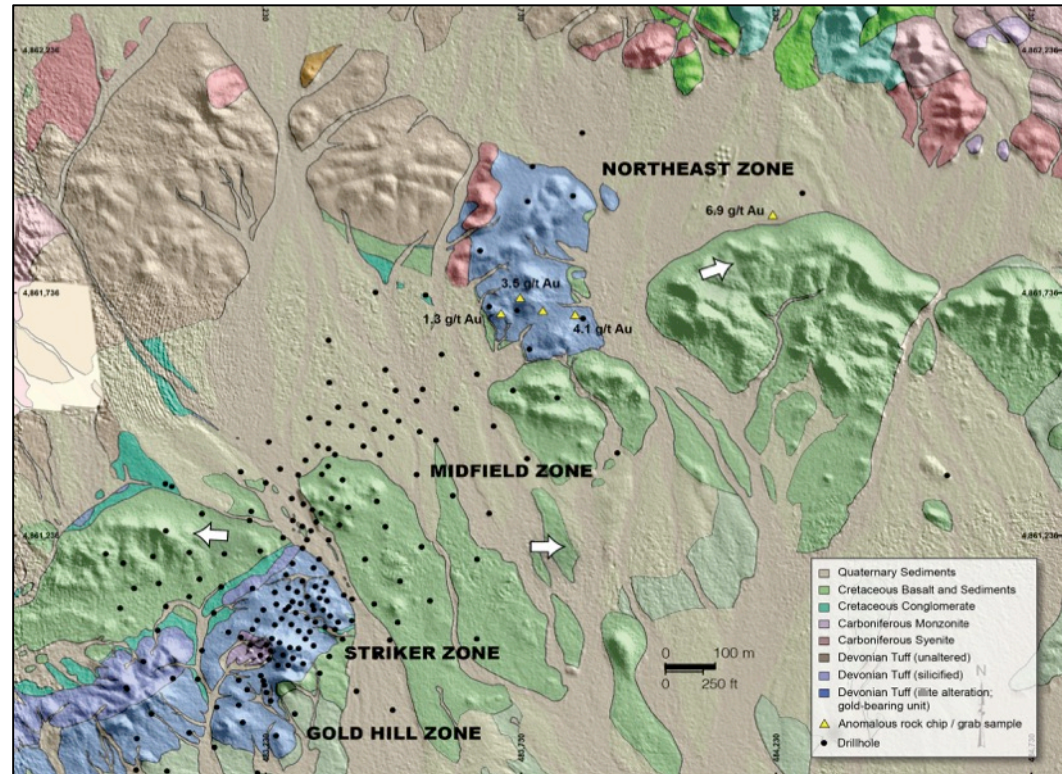 4,862,236
4,862,236
NORTHEAST ZONE
6.9 g/t Au
4,861,736
4,861,736
3.5 g/t Au
1.3 g/t Au
4.1 g/t Au
MIDFIELD ZONE
4,861,236
4,861,236
STRIKER ZONE
GOLD HILL ZONE
0 100 m
0 250 ft
Quaternary Sediments
Cretaceous Basalt and Sediments
Cretaceous Conglomerate
Carboniferous Monzonite
Carboniferous Syenite
Devonian Tuff (unaltered)
Devonian Tuff (silicified)
Devonian Tuff (illite alteration;
gold-bearing unit)
Anomalous rock chip / grab sample
Drillhole
N